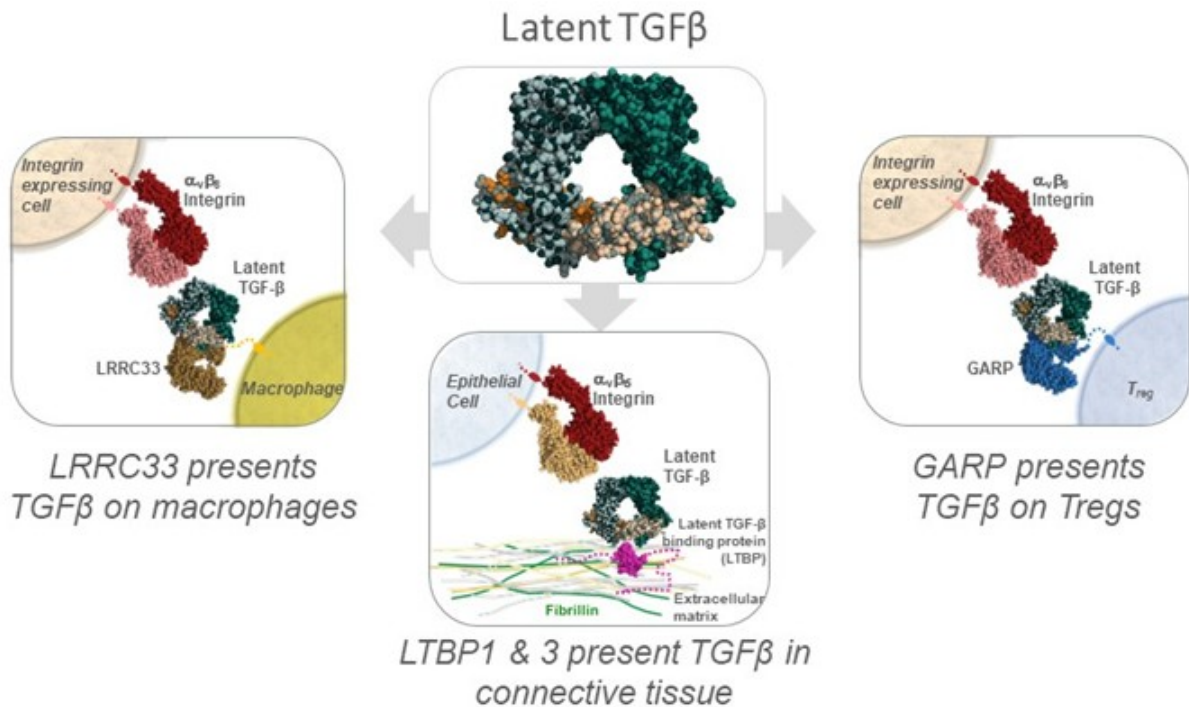 Latent TGFβ
Integrin
expressing
cell
αvβ8
Integrin
Latent
TGF-β
LRRC33
Macrophage
LRRC33 presents
TGFβ on macrophages
Epithelial
Cell
αvβ6
Integrin
Latent
TGF-β
Latent TGF-β
binding protein
(LTBP)
Fibrillin
Extracellular
matrix
LTBP1 & 3 present TGFβ in
connective tissue
Integrin
expressing
cell
αvβ8
Integrin
Latent
TGF-β
GARP
Treg
GARP presents
TGFβ on Tregs